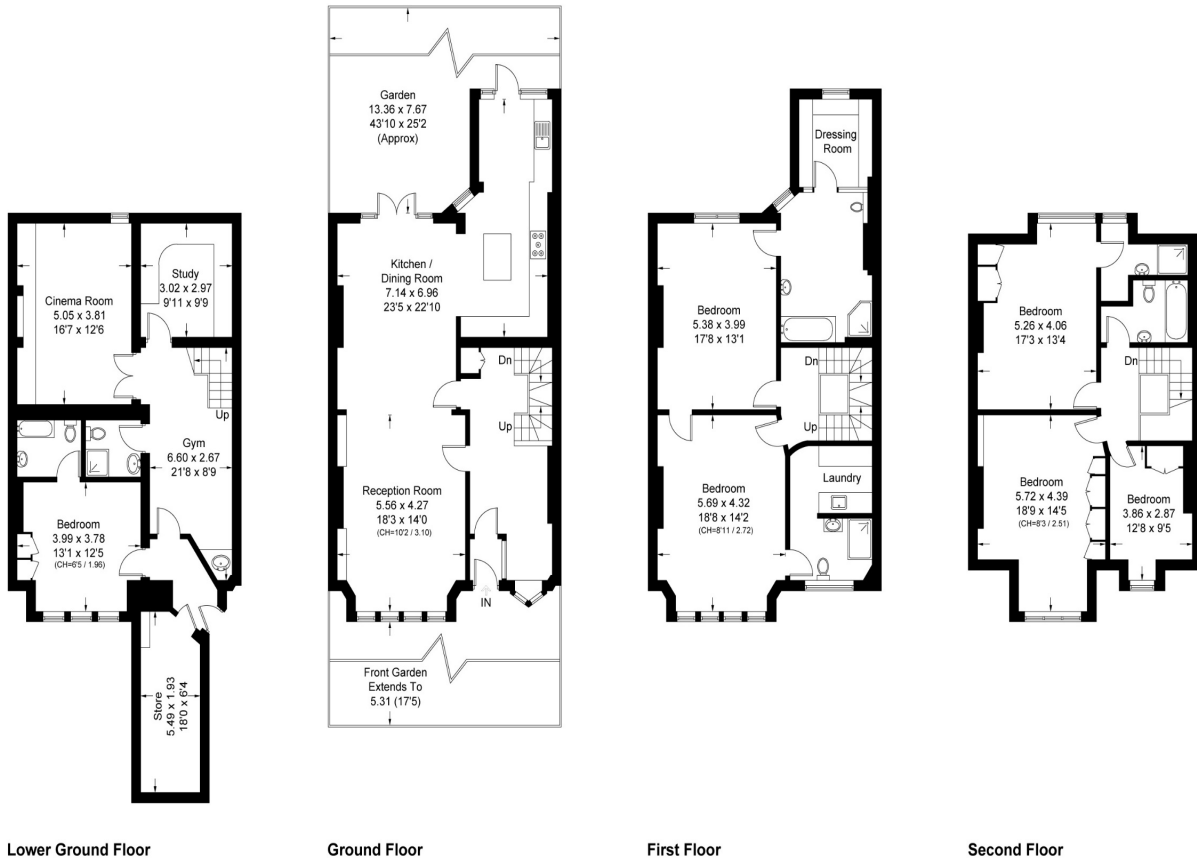 Cinema Room
5.05 x 3.81
16'7 x 12'6
Study
3.02 x 2.97
9'11 x 9'9
Up
Gym
6.60 x 2.67
21'8 x 8'9
Bedroom
3.99 x 3.78
13'1 x 12'5
(CH=6'5 / 1.96)
Store
5.49 x 1.93
18'0 x 6'4
Lower Ground Floor
Garden
13.36 x 7.67
43'10 x 25'2
(Approx)
Kitchen /
Dining Room
7.14 x 6.96
23'5 x 22'10
Dn
Up
Reception Room
5.56 x 4.27
18'3 x 14'0
(CH=10'2 / 3.10)
IN
Front Garden
Extends To
5.31 (17'5)
Ground Floor
Dressing
Room
Bedroom
5.38 x 3.99
17'8 x 13'1
Dn
Up
Bedroom
5.69 x 4.32
18'8 x 14'2
(CH=8'11 / 2.72)
Laundry
First Floor
Bedroom
5.26 x 4.06
17'3 x 13'4
Dn
Bedroom
5.72 x 4.39
18'9 x 14'5
(CH=8'3 / 2.51)
Bedroom
3.86 x 2.87
12'8 x 9'5
Second Floor